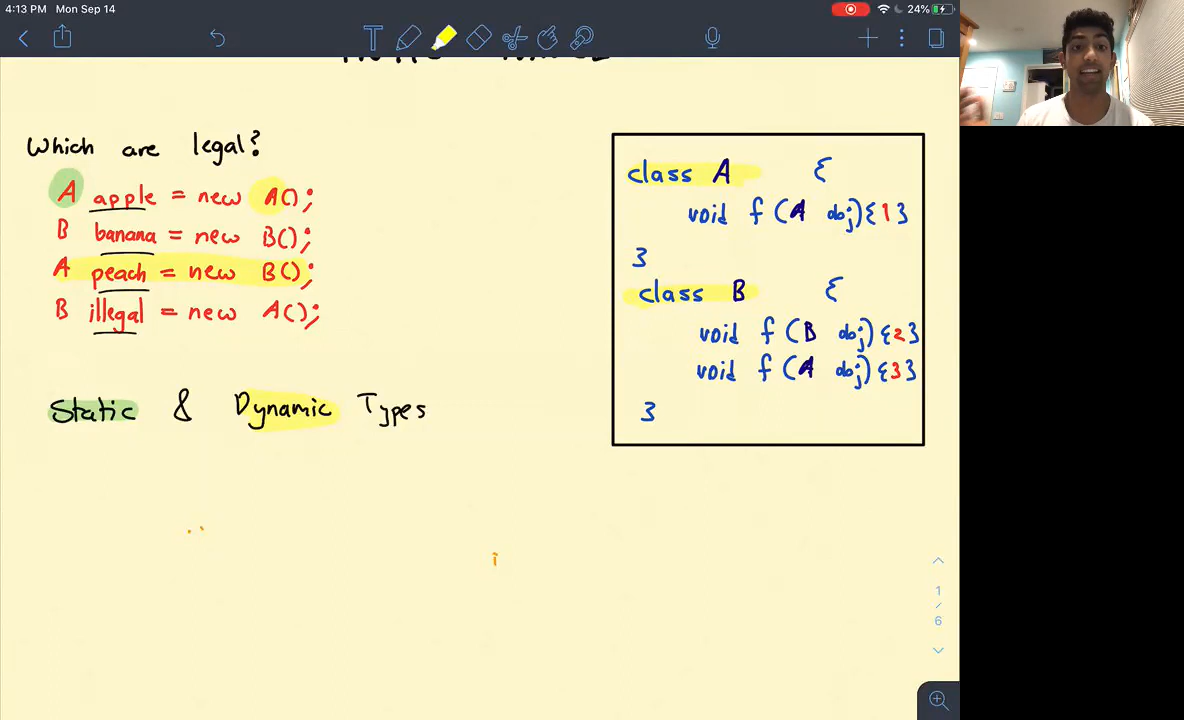 4:13 PM Mon Sep 14
24%
Which are legal?
A apple = new A();
B banana = new B();
A peach = new B();
B illegal = new A();
Static & Dynamic Types
class A {
void f (A obj){1}
}
class B {
void f (B obj){2}
void f (A obj){3}
}
T
1
/
6